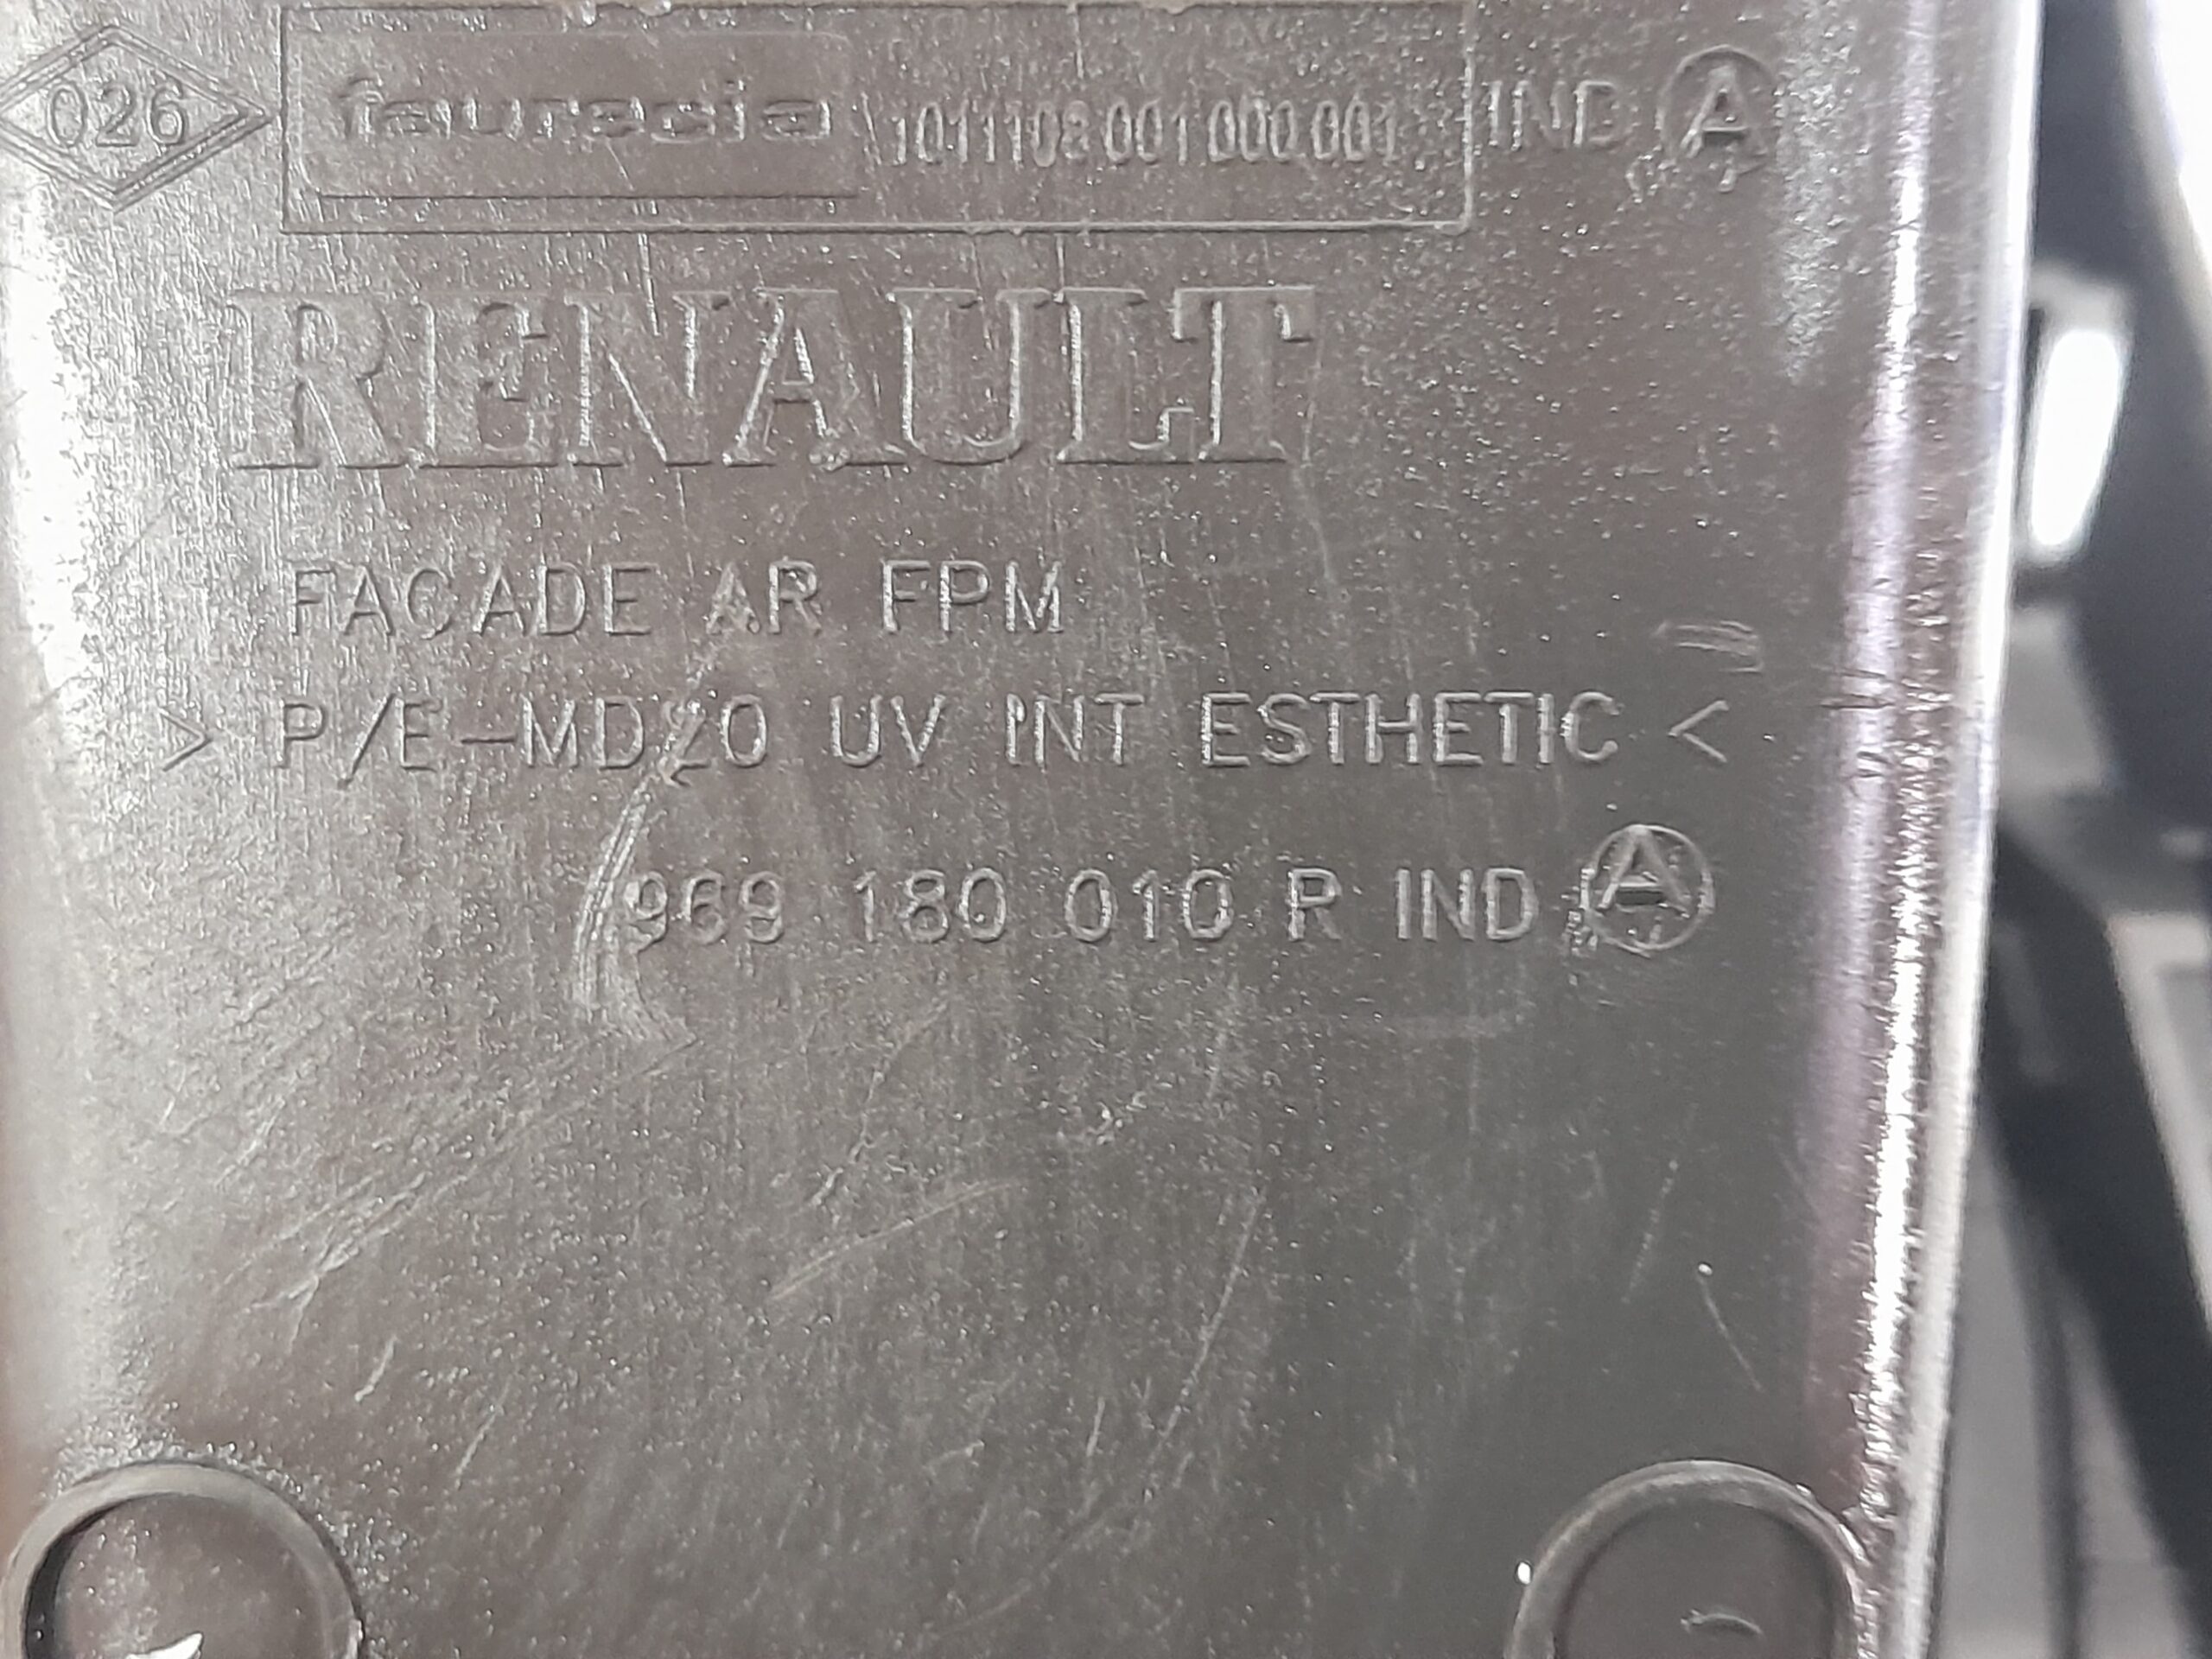 026 faurecia 1011108 001 000 001 IND A
RENAULT
FACADE AR FPM
> P/E-MD20 UV INT ESTHETIC <
969 180 010 R IND A